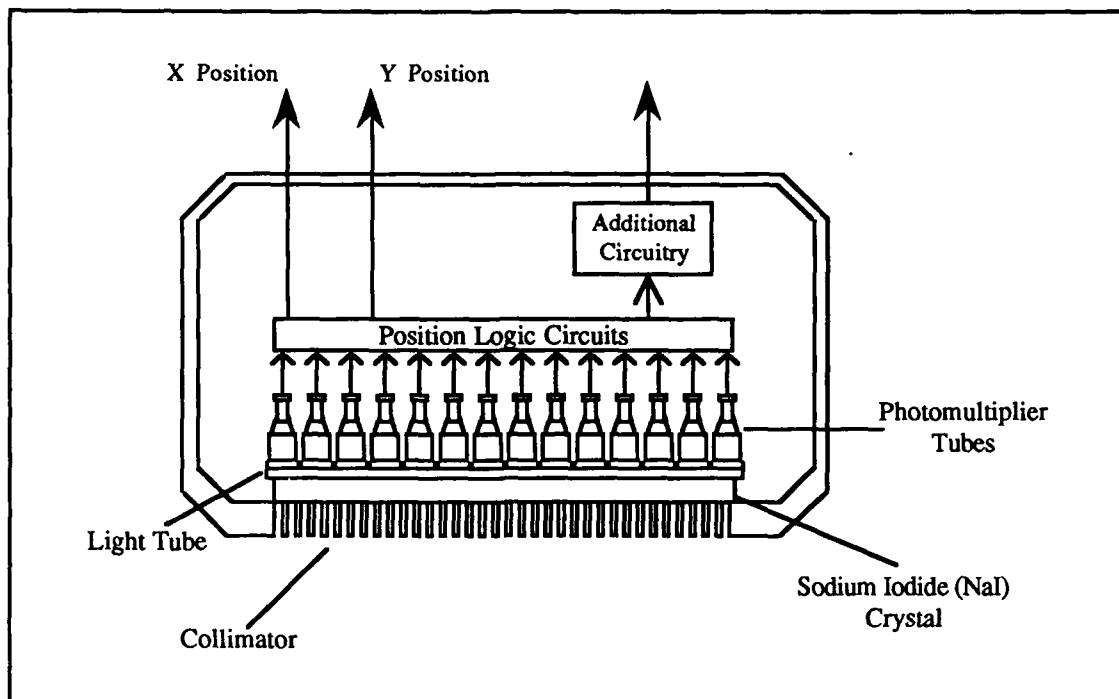 X Position
Y Position
Additional
Circuitry
Position Logic Circuits
Photomultiplier
Tubes
Light Tube
Sodium Iodide (NaI)
Crystal
Collimator